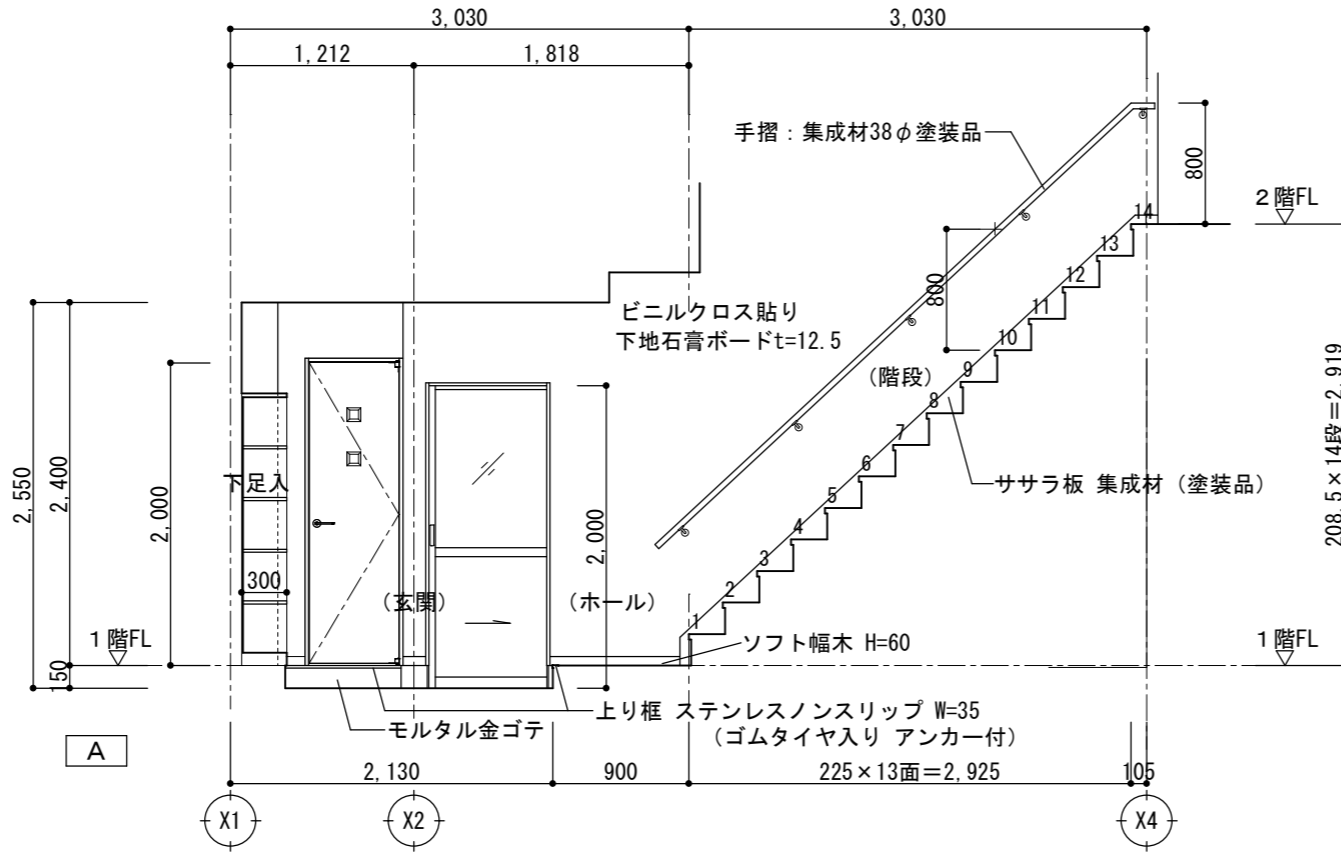 3,030
3,030
1,212
1,818
手摺：集成材38φ塗装品
800
2階FL
800
ビニルクロス貼り
下地石膏ボードt=12.5
(階段)
14
13
12
11
10
9
8
7
6
5
4
3
2
1
ササラ板 集成材（塗装品）
208.5×14段＝2,919
2,550
2,400
2,000
下足入
2,000
300
(玄関)
(ホール)
1階FL
ソフト幅木 H=60
1階FL
150
上り框 ステンレスノンスリップ W=35
（ゴムタイヤ入り アンカー付）
モルタル金ゴテ
A
2,130
900
225×13面＝2,925
105
X1
X2
X4